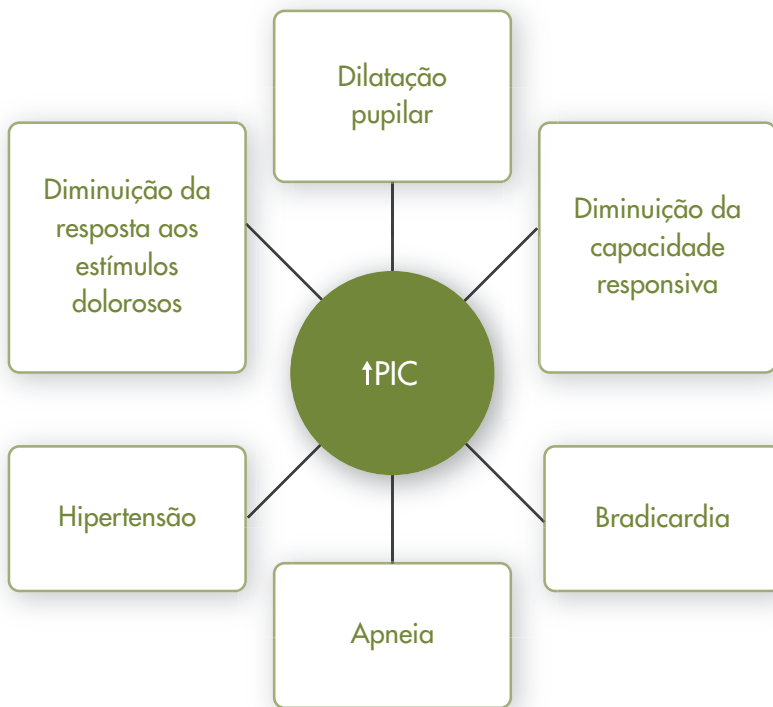 Dilatação
pupilar
Diminuição da
resposta aos
estímulos
dolorosos
Diminuição da
capacidade
responsiva
↑PIC
Hipertensão
Bradicardia
Apneia